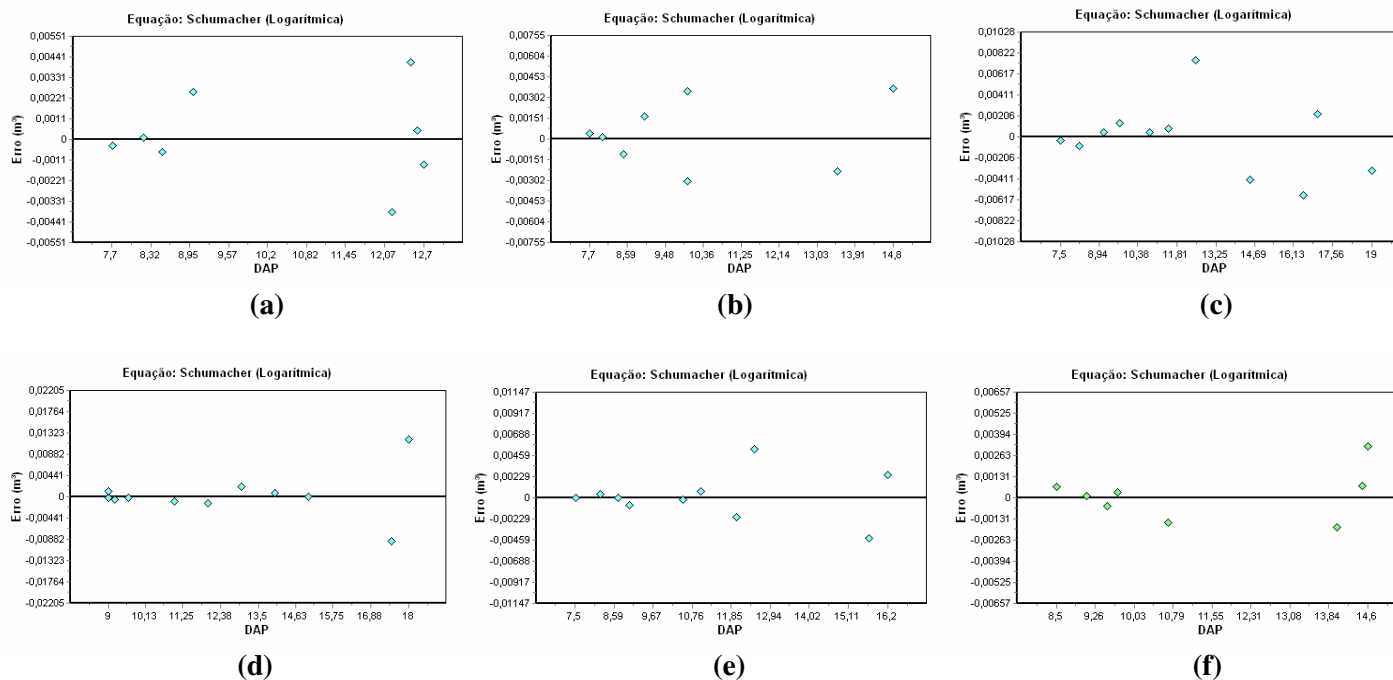 Equação: Schumacher (Logarítmica)
Erro (m³)
0,00551
0,00441
0,00331
0,00221
0,0011
0
-0,0011
-0,00221
-0,00331
-0,00441
-0,00551
7,7 8,32 8,95 9,57 10,2 10,82 11,45 12,07 12,7
DAP
(a)
Equação: Schumacher (Logarítmica)
Erro (m³)
0,00755
0,00604
0,00453
0,00302
0,00151
0
-0,00151
-0,00302
-0,00453
-0,00604
-0,00755
7,7 8,59 9,48 10,36 11,25 12,14 13,03 13,91 14,8
DAP
(b)
Equação: Schumacher (Logarítmica)
Erro (m³)
0,01028
0,00822
0,00617
0,00411
0,00206
0
-0,00206
-0,00411
-0,00617
-0,00822
-0,01028
7,5 8,94 10,38 11,81 13,25 14,69 16,13 17,56 19
DAP
(c)
Equação: Schumacher (Logarítmica)
Erro (m³)
0,02205
0,01764
0,01323
0,00882
0,00441
0
-0,00441
-0,00882
-0,01323
-0,01764
-0,02205
9 10,13 11,25 12,38 13,5 14,63 15,75 16,88 18
DAP
(d)
Equação: Schumacher (Logarítmica)
Erro (m³)
0,01147
0,00917
0,00688
0,00459
0,00229
0
-0,00229
-0,00459
-0,00688
-0,00917
-0,01147
7,5 8,59 9,67 10,76 11,85 12,94 14,02 15,11 16,2
DAP
(e)
Equação: Schumacher (Logarítmica)
Erro (m³)
0,00657
0,00525
0,00394
0,00263
0,00131
0
-0,00131
-0,00263
-0,00394
-0,00525
-0,00657
8,5 9,26 10,03 10,79 11,55 12,31 13,08 13,84 14,6
DAP
(f)